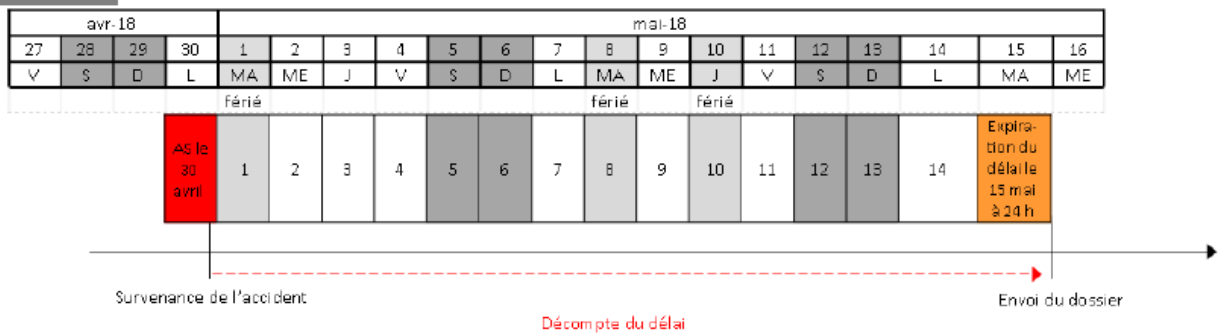 avr-18 mai-18
27 28 29 30 1 2 3 4 5 6 7 8 9 10 11 12 13 14 15 16
V S D L MA ME J V S D L MA ME J V S D L MA ME
férié férié férié
AS le
30
avril
1 2 3 4 5 6 7 8 9 10 11 12 13 14
Expira-
tion du
délai le
15 mai
à 24 h
Survenance de l'accident
Envoi du dossier
Décompte du délai